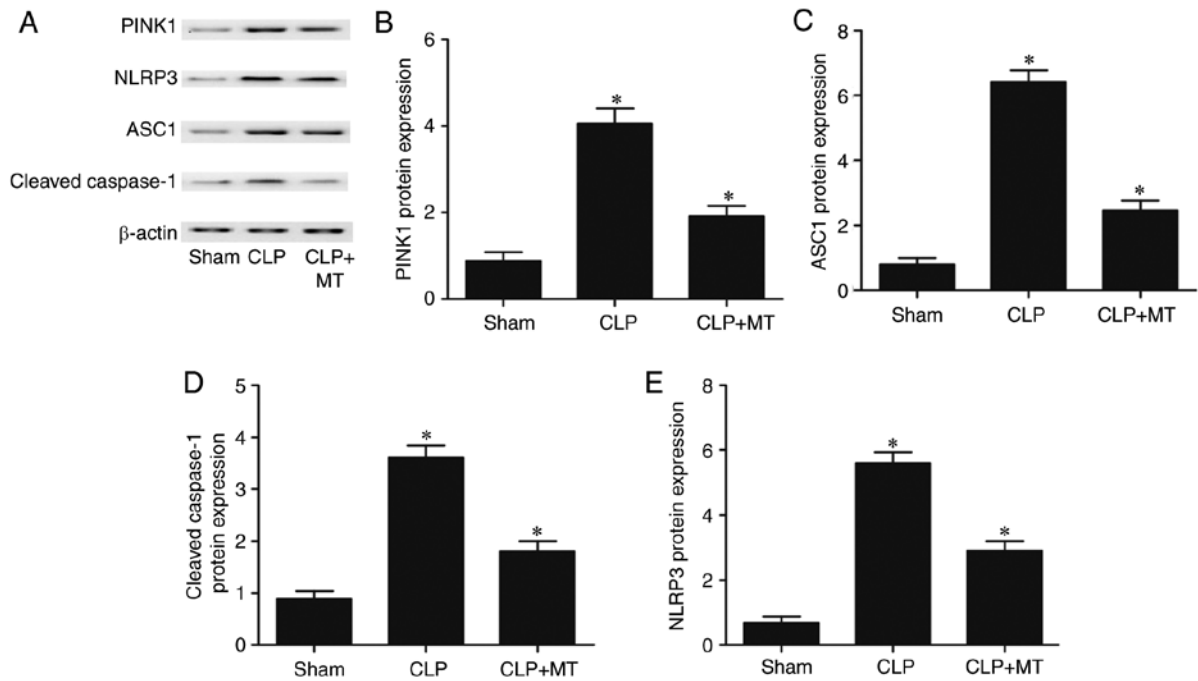 A
PINK1
NLRP3
ASC1
Cleaved caspase-1
β-actin
Sham CLP CLP+
MT
B
PINK1 protein expression
6
4
2
0
*
*
Sham CLP CLP+MT
C
ASC1 protein expression
8
6
4
2
0
*
*
Sham CLP CLP+MT
D
Cleaved caspase-1
protein expression
5
4
3
2
1
0
*
*
Sham CLP CLP+MT
E
NLRP3 protein expression
8
6
4
2
0
*
*
Sham CLP CLP+MT